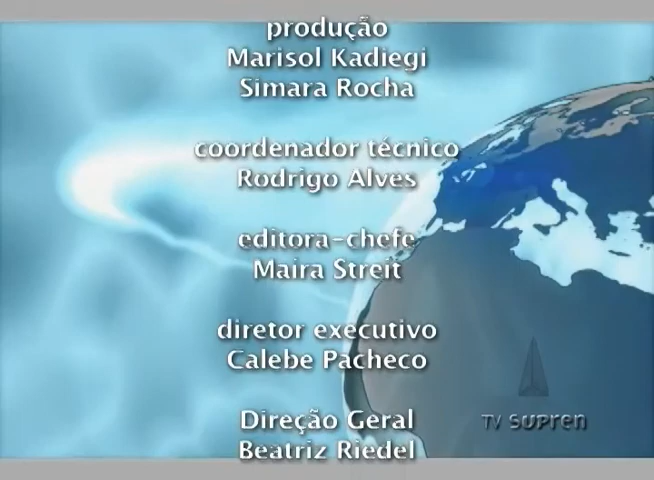 produção
Marisol Kadiegi
Simara Rocha
coordenador técnico
Rodrigo Alves
editora-chefe
Maira Streit
diretor executivo
Calebe Pacheco
Direção Geral
Beatriz Riedel
TV SUPREN